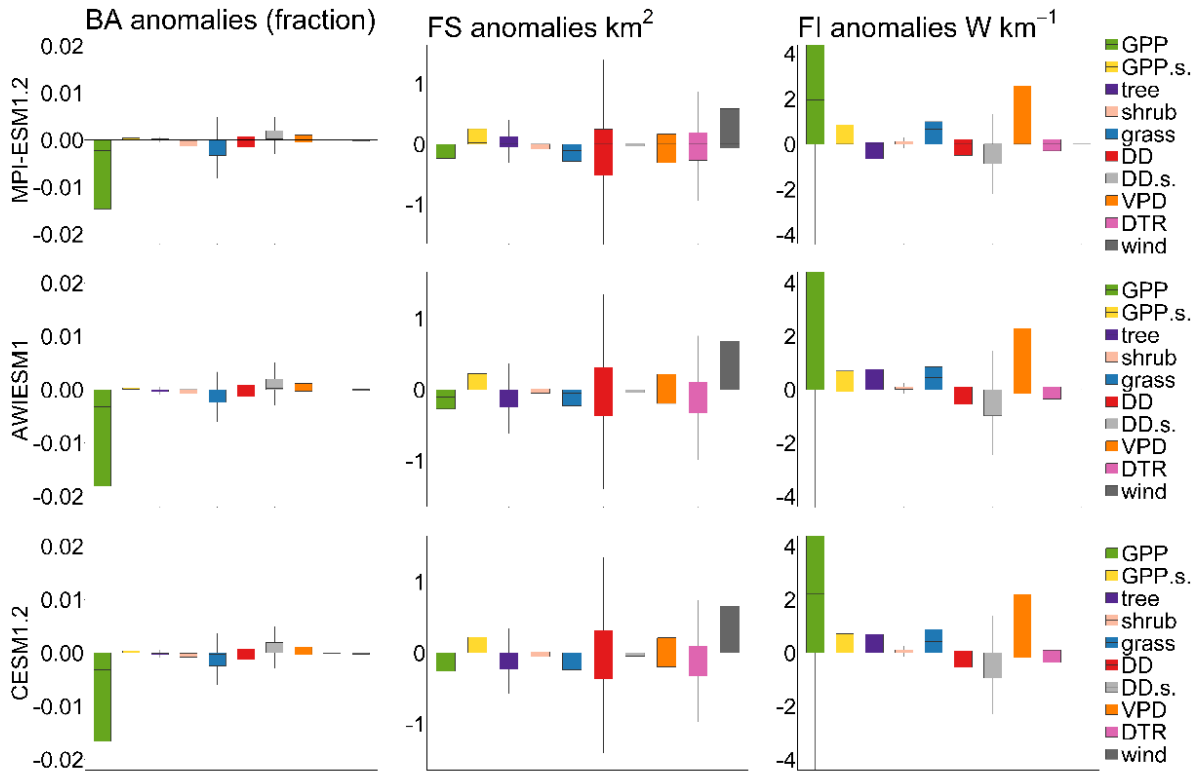 BA anomalies (fraction)
FS anomalies km²
FI anomalies W km⁻¹
MPI-ESM1.2
0.02
0.01
0.00
-0.01
-0.02
1
0
-1
4
2
0
-2
-4
GPP
GPP.s.
tree
shrub
grass
DD
DD.s.
VPD
DTR
wind
AWIESM1
0.02
0.01
0.00
-0.01
-0.02
1
0
-1
4
2
0
-2
-4
GPP
GPP.s.
tree
shrub
grass
DD
DD.s.
VPD
DTR
wind
CESM1.2
0.02
0.01
0.00
-0.01
-0.02
1
0
-1
4
2
0
-2
-4
GPP
GPP.s.
tree
shrub
grass
DD
DD.s.
VPD
DTR
wind